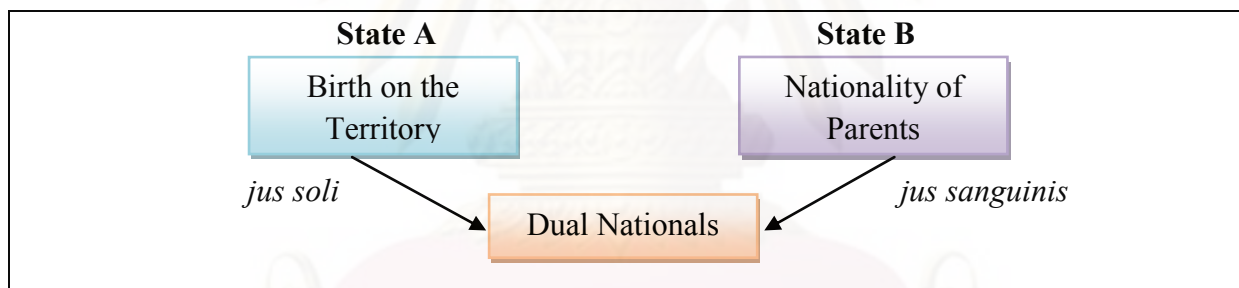 State A
State B
Birth on the
Territory
Nationality of
Parents
jus soli
jus sanguinis
Dual Nationals